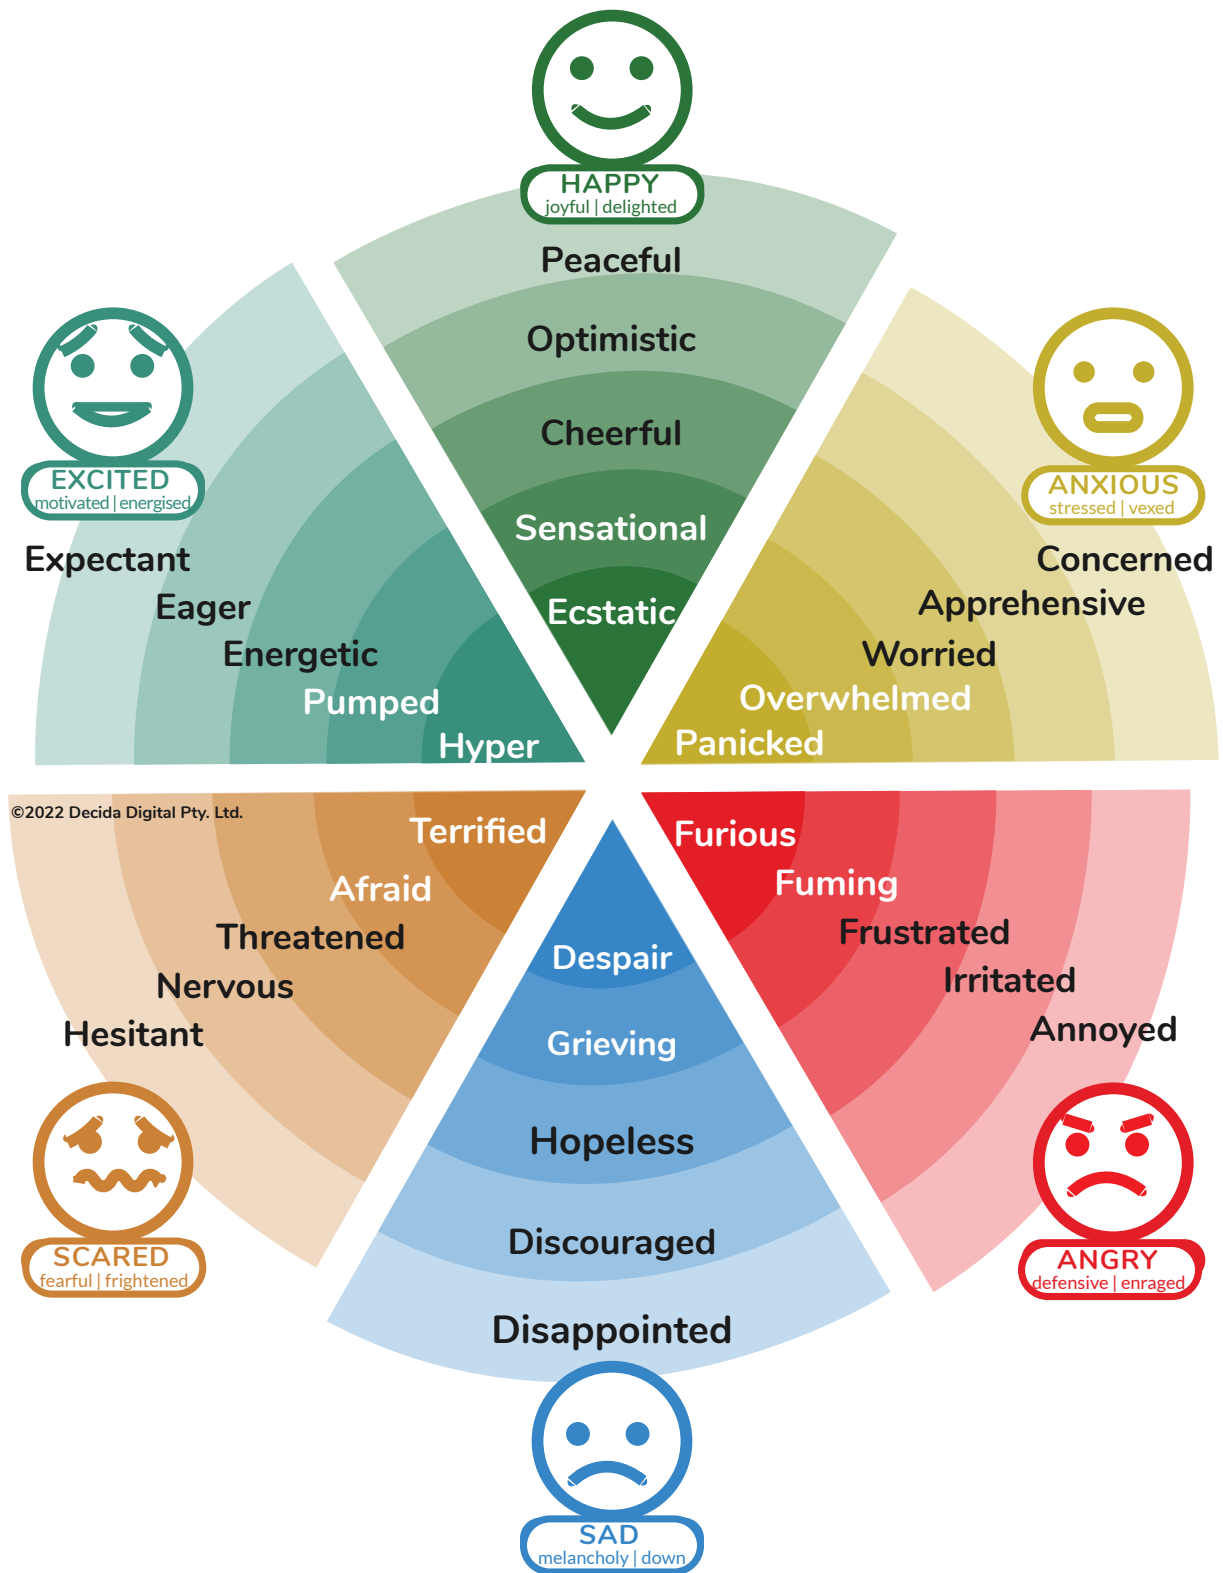 HAPPY
joyful | delighted
Peaceful
Optimistic
Cheerful
Sensational
Ecstatic
EXCITED
motivated | energised
Expectant
Eager
Energetic
Pumped
Hyper
ANXIOUS
stressed | vexed
Concerned
Apprehensive
Worried
Overwhelmed
Panicked
©2022 Decida Digital Pty. Ltd.
Terrified
Afraid
Threatened
Nervous
Hesitant
SCARED
fearful | frightened
Despair
Grieving
Hopeless
Discouraged
Disappointed
SAD
melancholy | down
Furious
Fuming
Frustrated
Irritated
Annoyed
ANGRY
defensive | enraged